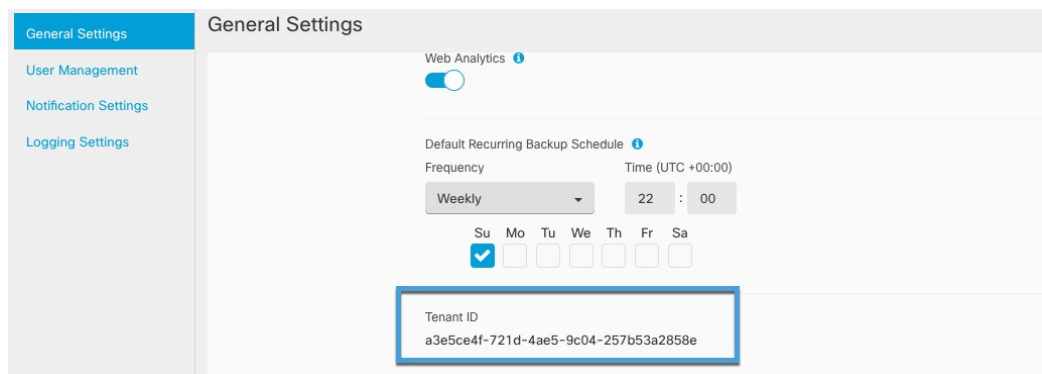 General Settings
User Management
Notification Settings
Logging Settings
General Settings
Web Analytics
Default Recurring Backup Schedule
Frequency Time (UTC +00:00)
Weekly 22 : 00
Su Mo Tu We Th Fr Sa
Tenant ID
a3e5ce4f-721d-4ae5-9c04-257b53a2858e